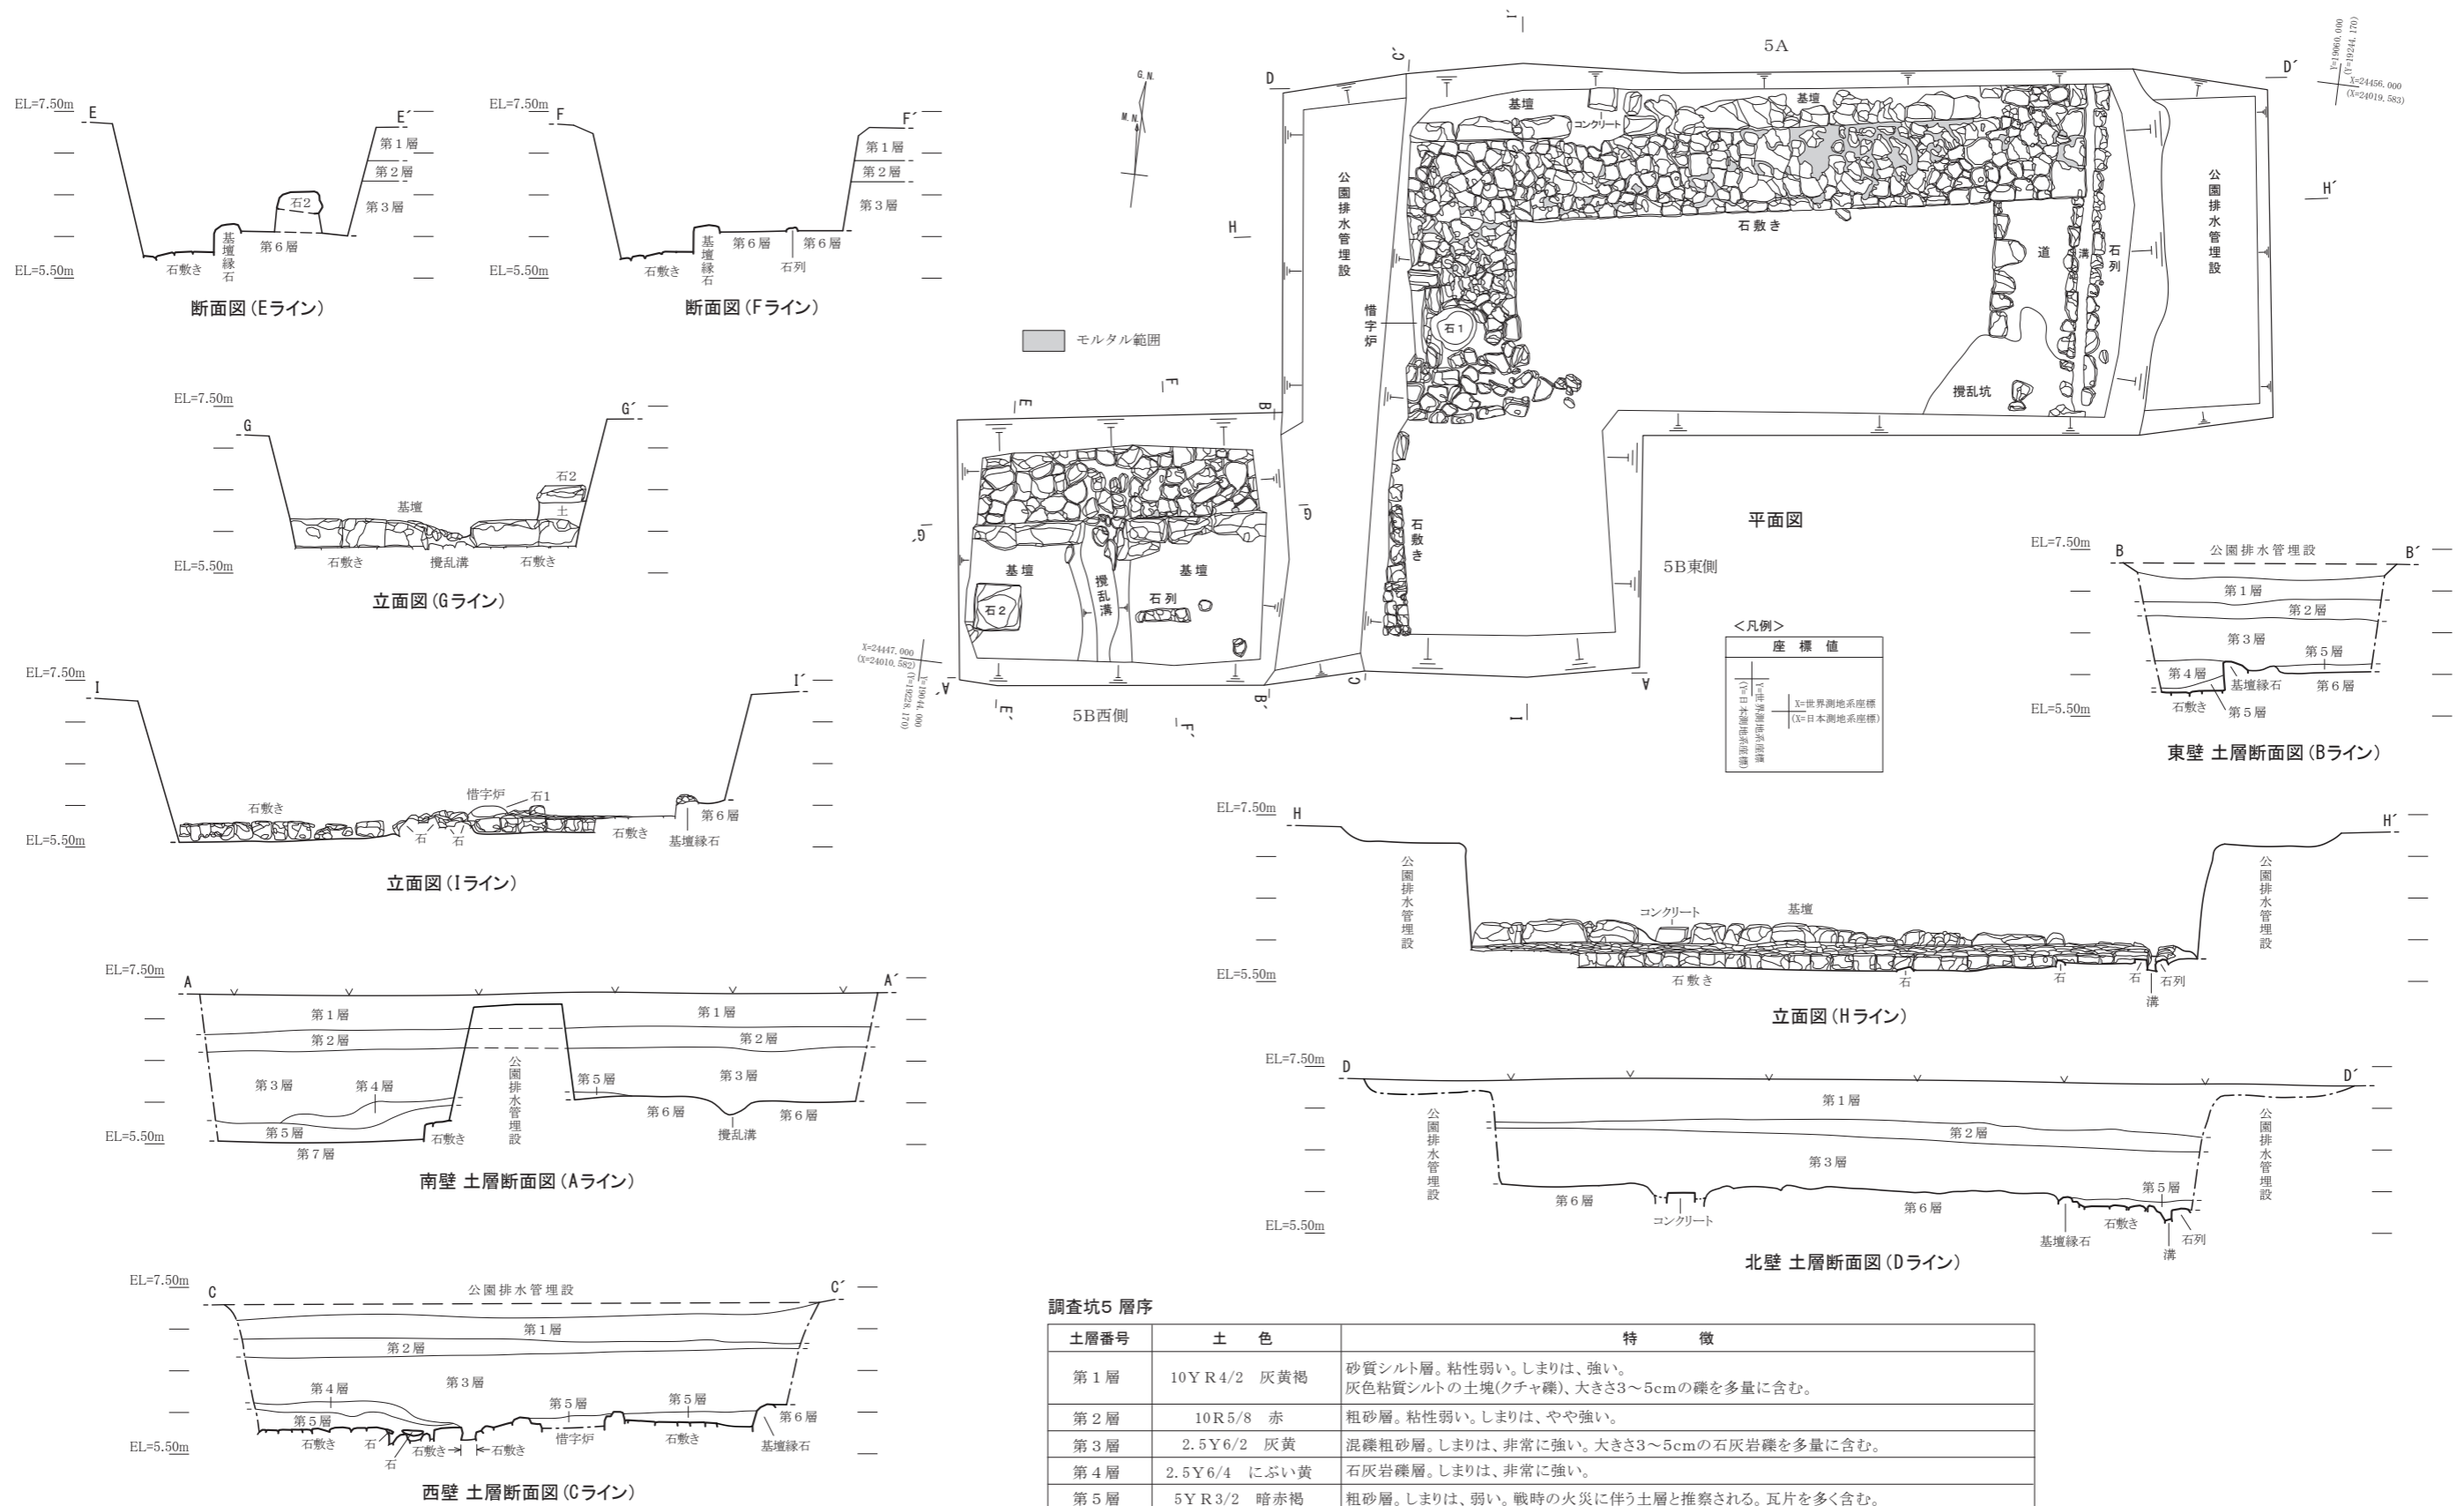 EL=7.50m
E
E´
第1層
第2層
第3層
石2
基壇縁石
第6層
石敷き
EL=5.50m
断面図(Eライン)
EL=7.50m
F
F´
第1層
第2層
第3層
基壇縁石
第6層
第6層
石敷き
石列
EL=5.50m
断面図(Fライン)
モルタル範囲
EL=7.50m
G
G´
石2
土
基壇
石敷き
攪乱溝
石敷き
EL=5.50m
立面図(Gライン)
EL=7.50m
I
I´
石敷き
惜字炉
石1
石
石
石敷き
第6層
基壇縁石
EL=5.50m
立面図(Iライン)
EL=7.50m
A
A´
第1層
第1層
第2層
第2層
第3層
第4層
第5層
第3層
公園排水管埋設
第6層
第6層
第5層
石敷き
攪乱溝
EL=5.50m
第7層
南壁 土層断面図(Aライン)
EL=7.50m
公園排水管埋設
C
C´
第1層
第2層
第3層
第4層
第5層
第5層
第5層
第6層
石敷き
石
石
石敷き
石敷き
惜字炉
石敷き
基壇縁石
EL=5.50m
西壁 土層断面図(Cライン)
G.N.
M.N.
5A
I´
C´
D
D´
Y=19060.000
(Y=19244.170)
X=24456.000
(X=24019.583)
基壇
コンクリート
基壇
公園排水管埋設
公園排水管埋設
H
H´
石敷き
道
溝
石列
惜字炉
石1
攪乱坑
E
F
B
G
G´
石敷き
平面図
5B東側
基壇
攪乱溝
基壇
石列
石2
X=24447.000
(X=24010.582)
Y=19044.000
(Y=19228.170)
A´
E´
5B西側
F´
B´
C
I
A
<凡例>
座標値
Y=世界測地系座標
(Y=日本測地系座標)
X=世界測地系座標
(X=日本測地系座標)
EL=7.50m
公園排水管埋設
B
B´
第1層
第2層
第3層
第5層
第4層
基壇縁石
第6層
石敷き
第5層
EL=5.50m
東壁 土層断面図(Bライン)
EL=7.50m
H
H´
公園排水管埋設
公園排水管埋設
コンクリート
基壇
EL=5.50m
石敷き
石
石
石
石列
溝
立面図(Hライン)
EL=7.50m
D
D´
公園排水管埋設
公園排水管埋設
第1層
第2層
第3層
第5層
第6層
第6層
コンクリート
石敷き
石列
基壇縁石
溝
EL=5.50m
北壁 土層断面図(Dライン)
調査坑5 層序
土層番号 土色 特徴
第1層 10YR4/2 灰黄褐 砂質シルト層。粘性弱い。しまりは、強い。
灰色粘質シルトの土塊(クチャ礫)、大きさ3~5cmの礫を多量に含む。
第2層 10R5/8 赤 粗砂層。粘性弱い。しまりは、やや強い。
第3層 2.5Y6/2 灰黄 混礫粗砂層。しまりは、非常に強い。大きさ3~5cmの石灰岩礫を多量に含む。
第4層 2.5Y6/4 にぶい黄 石灰岩礫層。しまりは、非常に強い。
第5層 5YR3/2 暗赤褐 粗砂層。しまりは、弱い。戦時の火災に伴う土層と推察される。瓦片を多く含む。